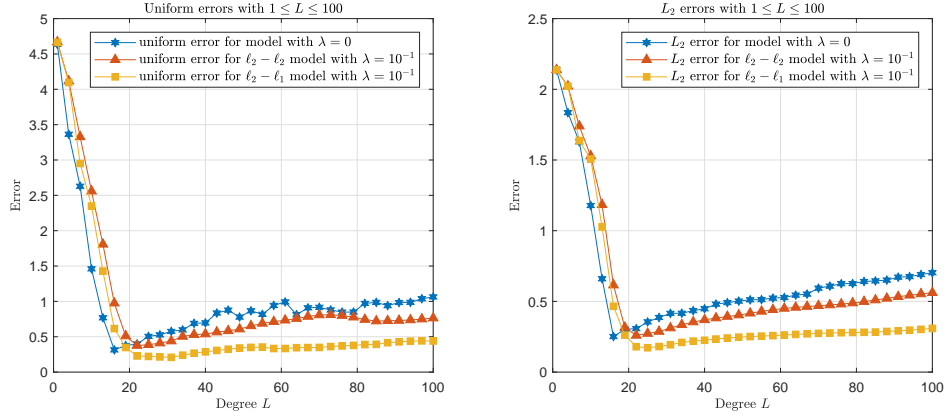 Uniform errors with 1 ≤ L ≤ 100
5
4.5
4
3.5
3
2.5
2
1.5
1
0.5
0
Error
uniform error for model with λ = 0
uniform error for ℓ₂ − ℓ₂ model with λ = 10⁻¹
uniform error for ℓ₂ − ℓ₁ model with λ = 10⁻¹
0 20 40 60 80 100
Degree L
L₂ errors with 1 ≤ L ≤ 100
2.5
2
1.5
1
0.5
0
Error
L₂ error for model with λ = 0
L₂ error for ℓ₂ − ℓ₂ model with λ = 10⁻¹
L₂ error for ℓ₂ − ℓ₁ model with λ = 10⁻¹
0 20 40 60 80 100
Degree L